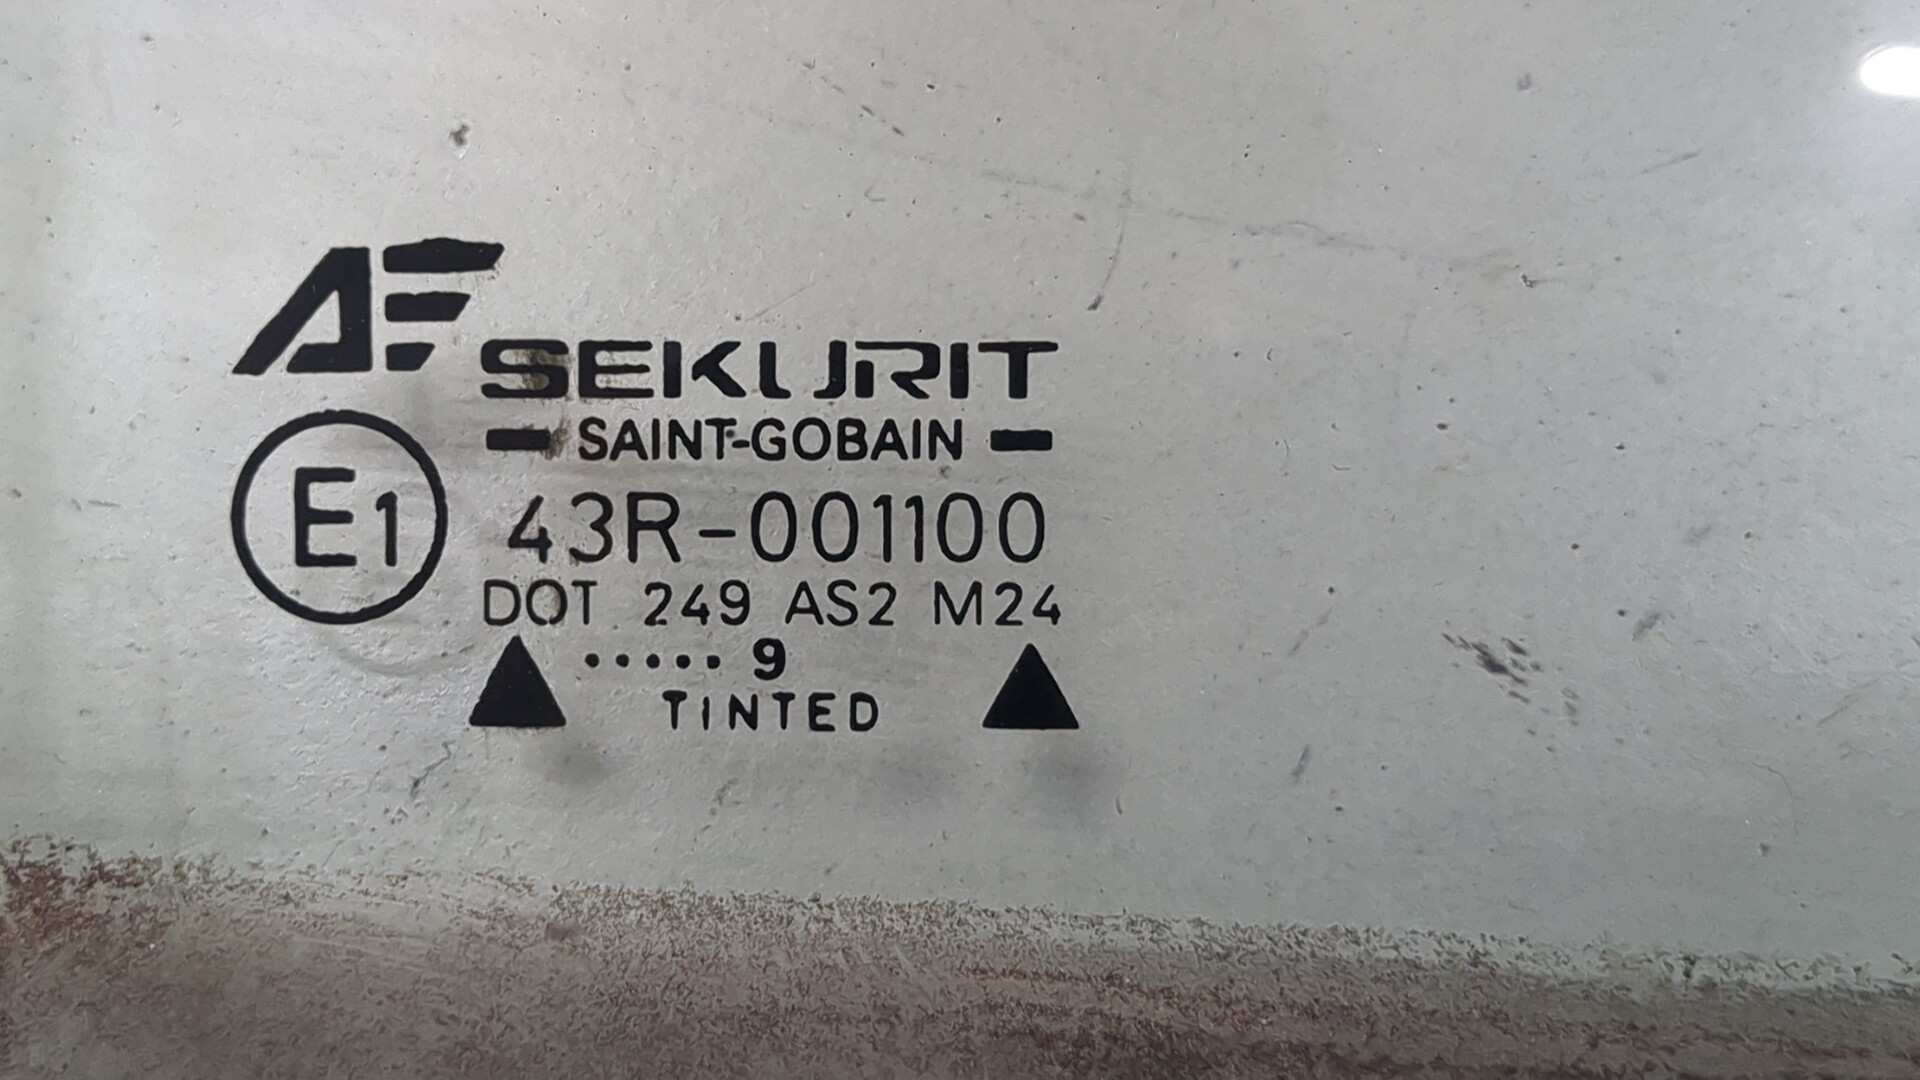 AF
SEKURIT
SAINT-GOBAIN
E1 43R-001100
DOT 249 AS2 M24
····· 9
TINTED